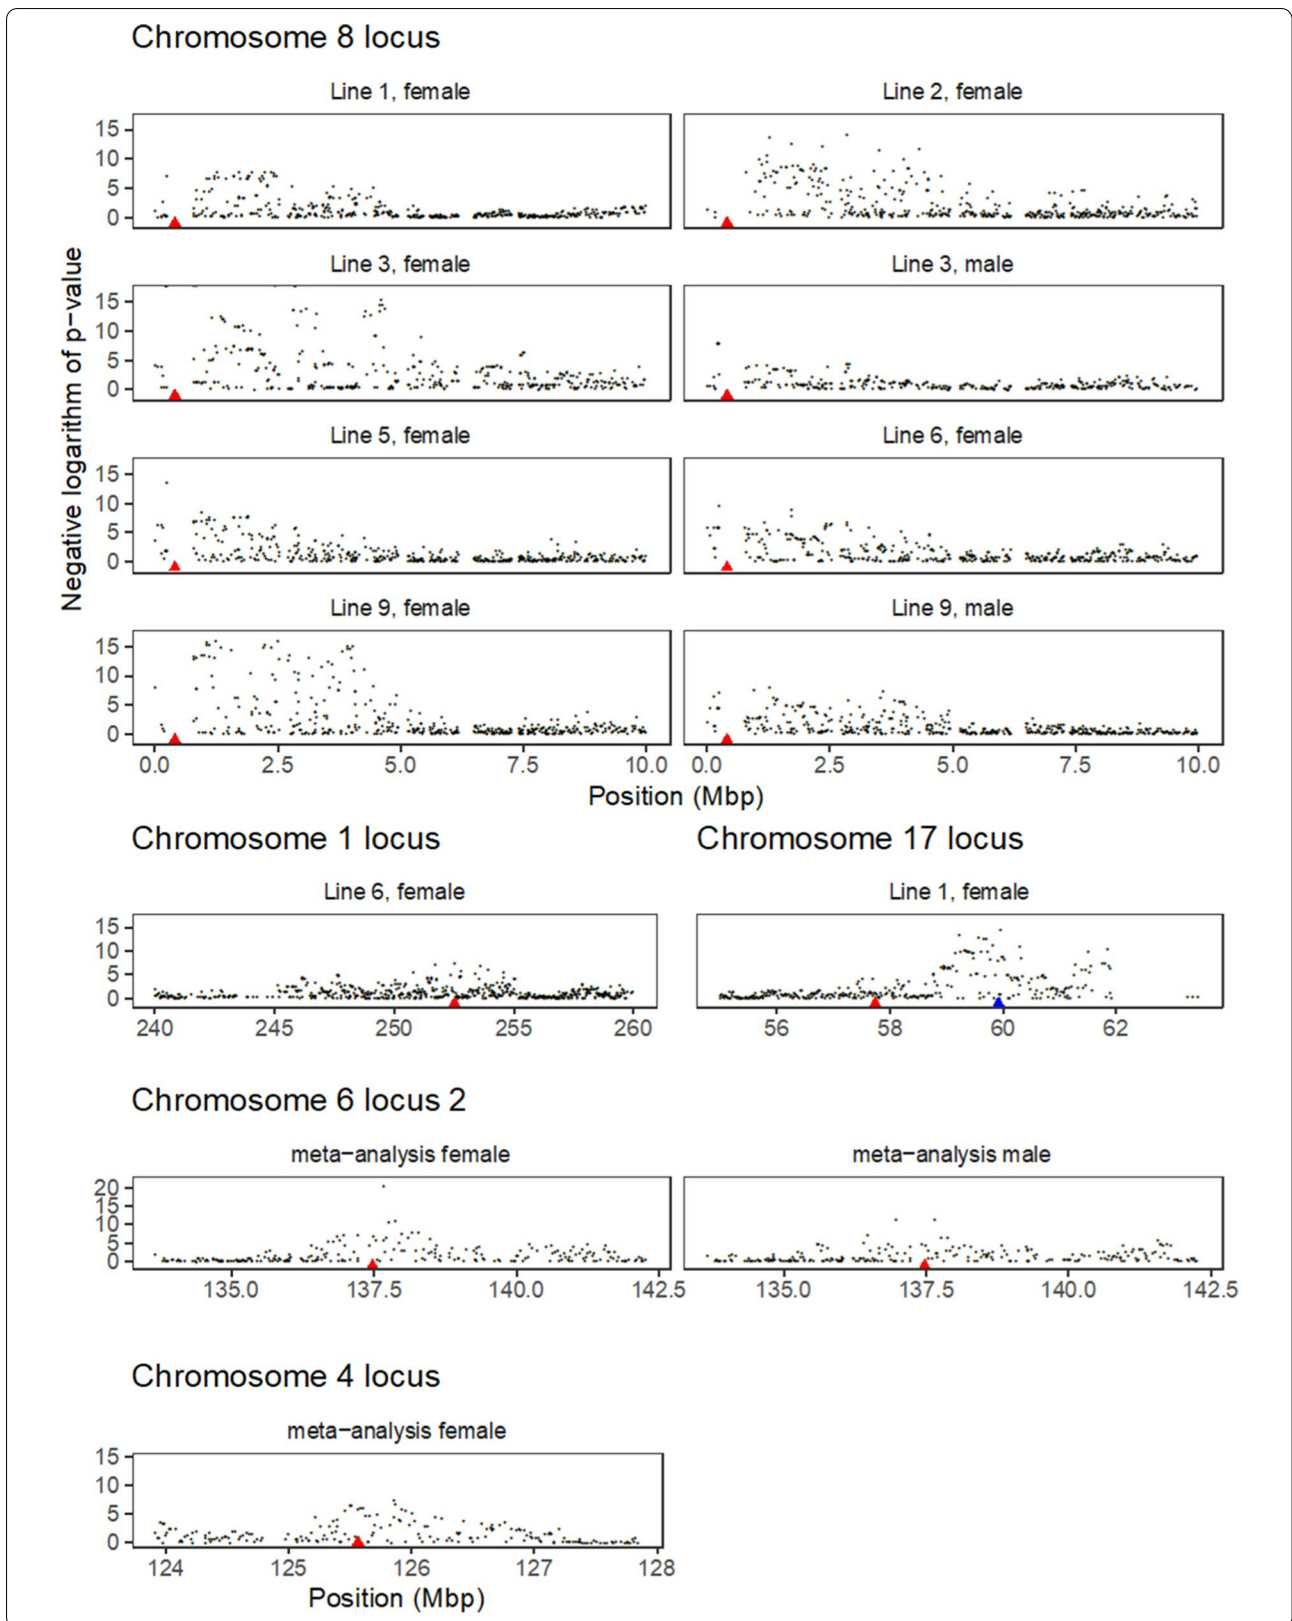 Chromosome 8 locus
Line 1, female
Line 2, female
15
10
5
0
Line 3, female
Line 3, male
15
10
5
0
Negative logarithm of p−value
Line 5, female
Line 6, female
15
10
5
0
Line 9, female
Line 9, male
15
10
5
0
0.0 2.5 5.0 7.5 10.0 0.0 2.5 5.0 7.5 10.0
Position (Mbp)
Chromosome 1 locus
Chromosome 17 locus
Line 6, female
Line 1, female
15
10
5
0
240 245 250 255 260 56 58 60 62
Chromosome 6 locus 2
meta−analysis female
meta−analysis male
20
15
10
5
0
135.0 137.5 140.0 142.5 135.0 137.5 140.0 142.5
Chromosome 4 locus
meta−analysis female
15
10
5
0
124 125 126 127 128
Position (Mbp)